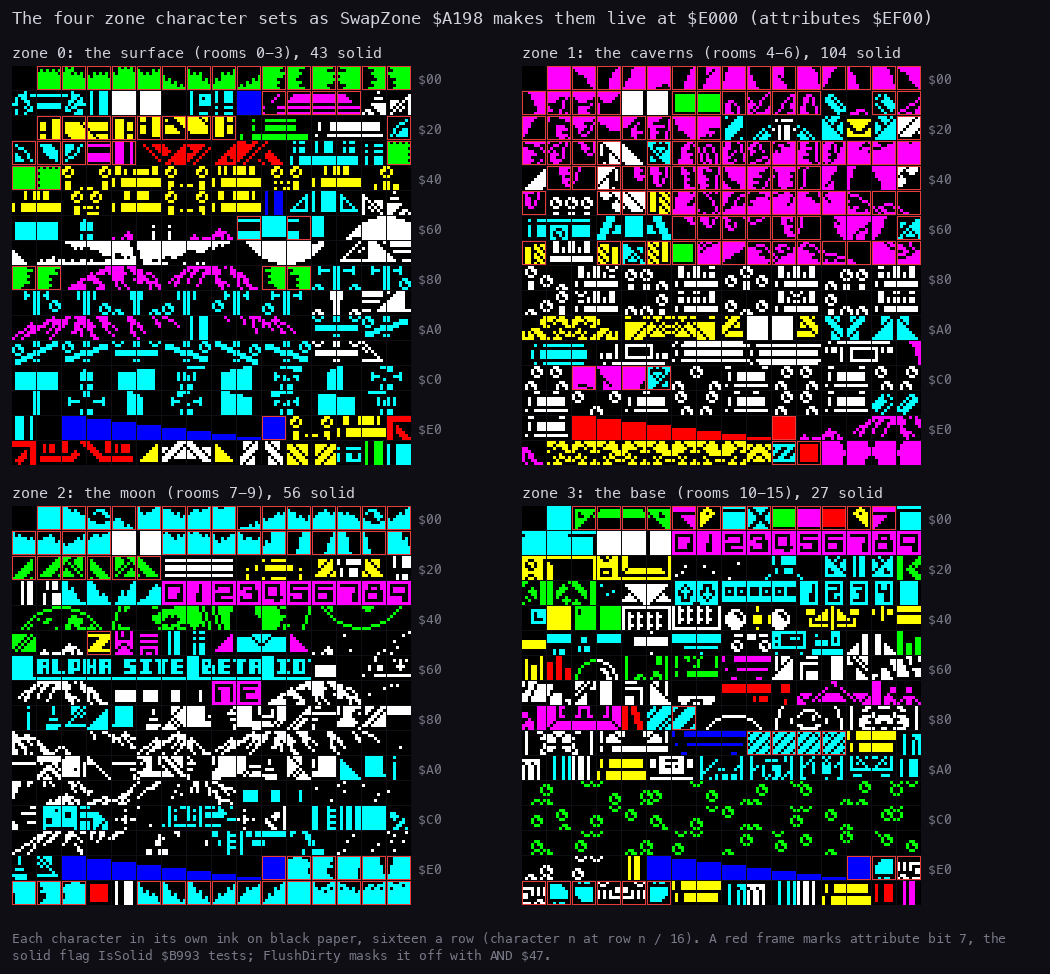 The four zone character sets as SwapZone $A198 makes them live at $E000 (attributes $EF00)
zone 0: the surface (rooms 0–3), 43 solid
zone 1: the caverns (rooms 4–6), 104 solid
$00
$20
$40
$60
$80
$A0
$C0
$E0
$00
$20
$40
$60
$80
$A0
$C0
$E0
zone 2: the moon (rooms 7–9), 56 solid
zone 3: the base (rooms 10–15), 27 solid
0123456789
0123456789
1234
ALPHA SITE BETA
$00
$20
$40
$60
$80
$A0
$C0
$E0
$00
$20
$40
$60
$80
$A0
$C0
$E0
Each character in its own ink on black paper, sixteen a row (character n at row n / 16). A red frame marks attribute bit 7, the
solid flag IsSolid $B993 tests; FlushDirty masks it off with AND $47.